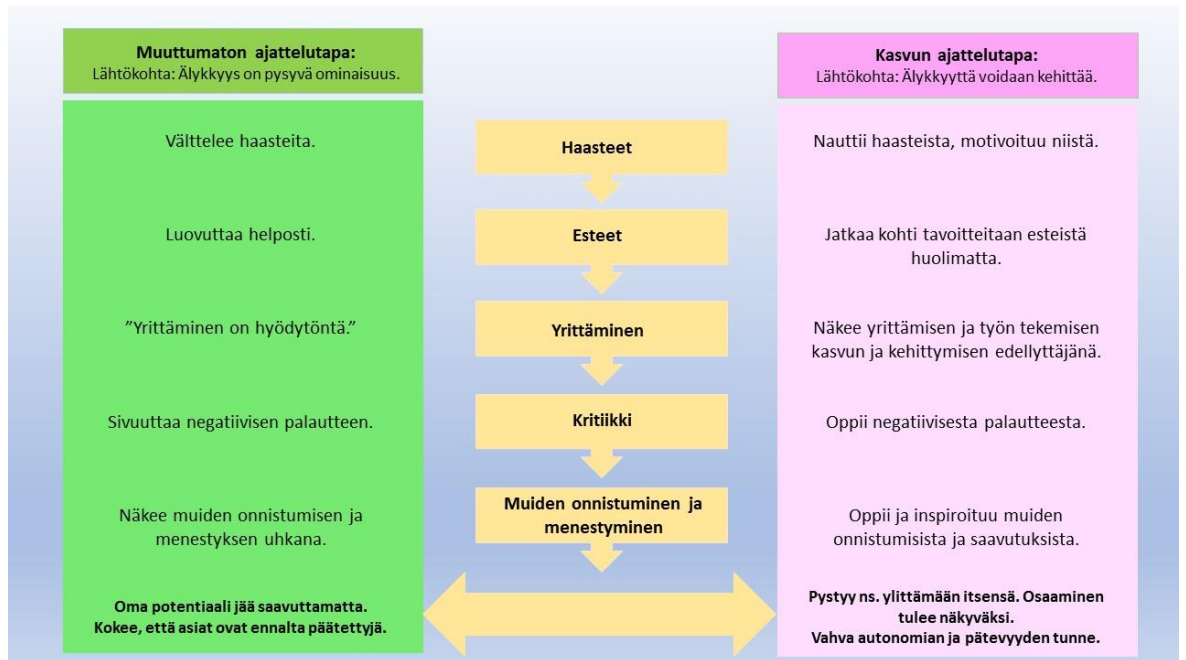 Muuttumaton ajattelutapa:
Lähtökohta: Älykkyys on pysyvä ominaisuus.
Välttelee haasteita.
Luovuttaa helposti.
”Yrittäminen on hyödytöntä.”
Sivuuttaa negatiivisen palautteen.
Näkee muiden onnistumisen ja
menestyksen uhkana.
Oma potentiaali jää saavuttamatta.
Kokee, että asiat ovat ennalta päätettyjä.
Haasteet
Esteet
Yrittäminen
Kritiikki
Muiden onnistuminen ja
menestyminen
Kasvun ajattelutapa:
Lähtökohta: Älykkyyttä voidaan kehittää.
Nauttii haasteista, motivoituu niistä.
Jatkaa kohti tavoitteitaan esteistä
huolimatta.
Näkee yrittämisen ja työn tekemisen
kasvun ja kehittymisen edellyttäjänä.
Oppii negatiivisesta palautteesta.
Oppii ja inspiroituu muiden
onnistumisista ja saavutuksista.
Pystyy ns. ylittämään itsensä. Osaaminen
tulee näkyväksi.
Vahva autonomian ja pätevyyden tunne.